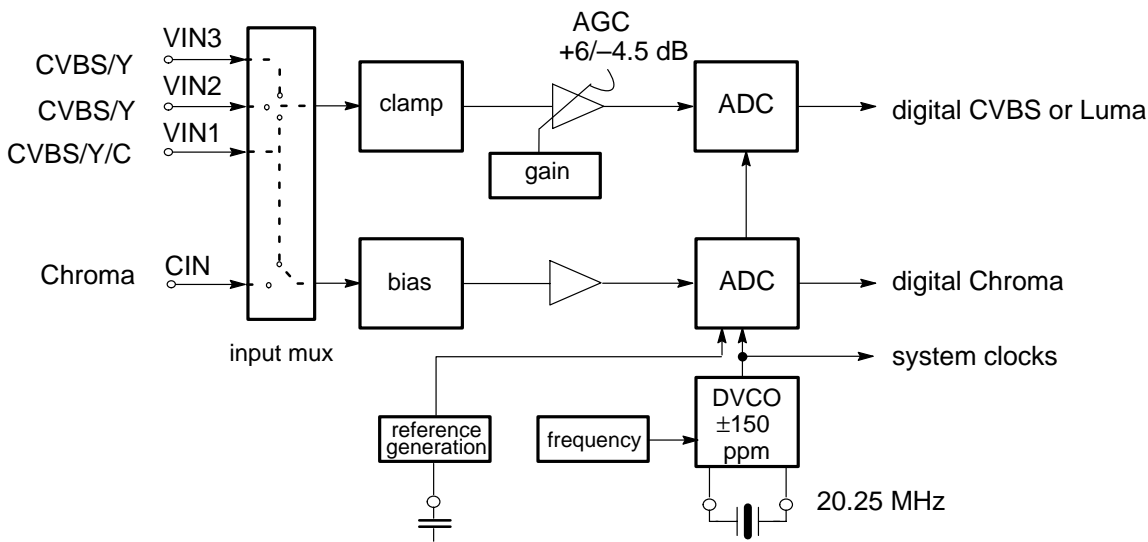 AGC
+6/–4.5 dB
VIN3
CVBS/Y
VIN2
CVBS/Y
VIN1
CVBS/Y/C
clamp
ADC
digital CVBS or Luma
gain
Chroma
CIN
bias
ADC
digital Chroma
input mux
system clocks
reference
generation
frequency
DVCO
±150
ppm
20.25 MHz